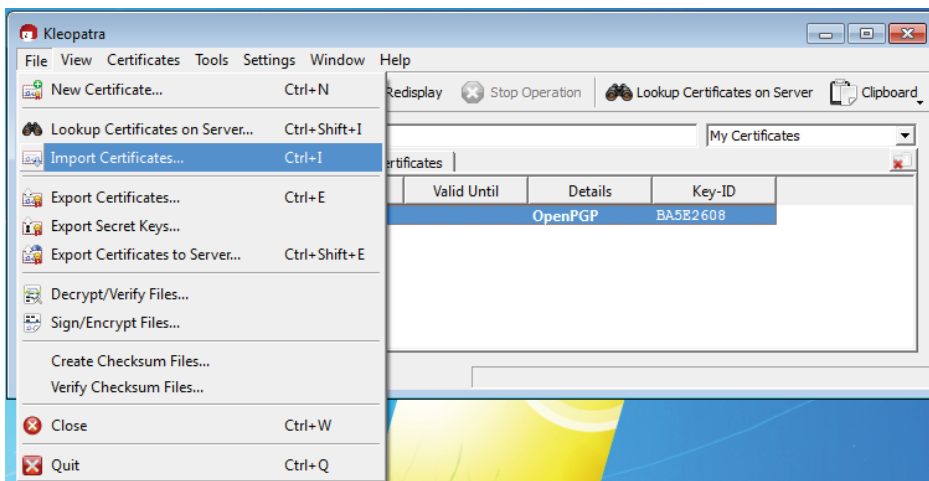 Kleopatra
File View Certificates Tools Settings Window Help
New Certificate... Ctrl+N
Redisplay Stop Operation Lookup Certificates on Server Clipboard
Lookup Certificates on Server... Ctrl+Shift+I
My Certificates
Import Certificates... Ctrl+I
ertificates
Export Certificates... Ctrl+E
Valid Until Details Key-ID
OpenPGP BA5E2608
Export Secret Keys...
Export Certificates to Server... Ctrl+Shift+E
Decrypt/Verify Files...
Sign/Encrypt Files...
Create Checksum Files...
Verify Checksum Files...
Close Ctrl+W
Quit Ctrl+Q